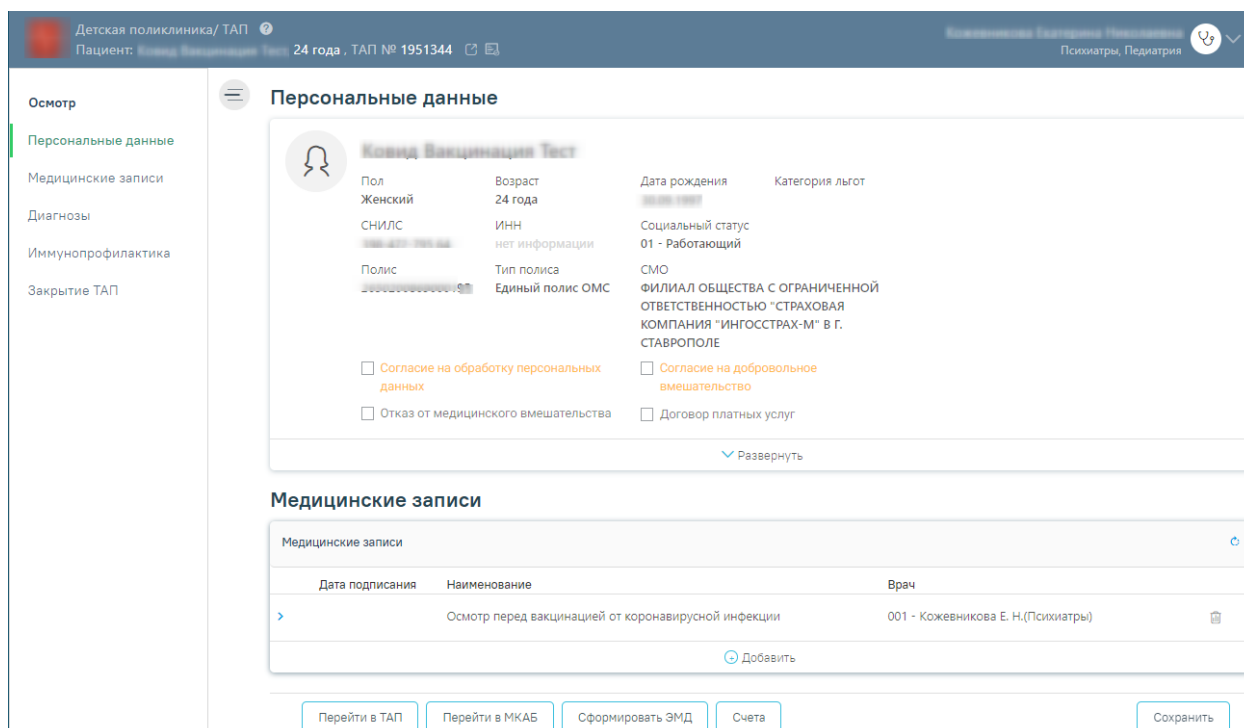 Детская поликлиника/ ТАП ?
Пациент: 24 года , ТАП № 1951344
Психиатры, Педиатрия
Осмотр
Персональные данные
Медицинские записи
Диагнозы
Иммунопрофилактика
Закрытие ТАП
Персональные данные
Ковид Вакцинация Тест
Пол Возраст Дата рождения Категория льгот
Женский 24 года
СНИЛС ИНН Социальный статус
нет информации 01 - Работающий
Полис Тип полиса СМО
Единый полис ОМС ФИЛИАЛ ОБЩЕСТВА С ОГРАНИЧЕННОЙ
ОТВЕТСТВЕННОСТЬЮ "СТРАХОВАЯ
КОМПАНИЯ "ИНГОССТРАХ-М" В Г.
СТАВРОПОЛЕ
Согласие на обработку персональных
данных
Согласие на добровольное
вмешательство
Отказ от медицинского вмешательства Договор платных услуг
Развернуть
Медицинские записи
Медицинские записи
Дата подписания Наименование Врач
Осмотр перед вакцинацией от коронавирусной инфекции 001 - Кожевникова Е. Н.(Психиатры)
Добавить
Перейти в ТАП Перейти в МКАБ Сформировать ЭМД Счета Сохранить